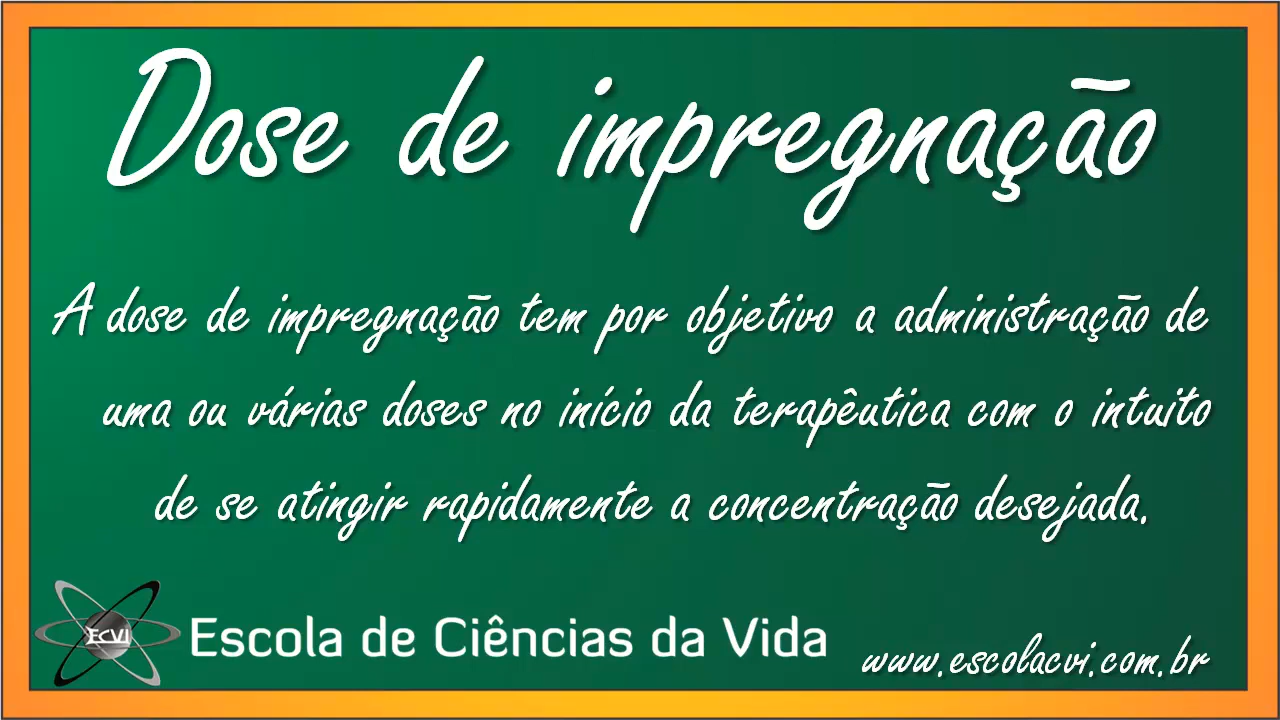 Dose de impregnação
A dose de impregnação tem por objetivo a administração de
uma ou várias doses no início da terapêutica com o intuito
de se atingir rapidamente a concentração desejada.
ECVI
Escola de Ciências da Vida
www.escolacvi.com.br